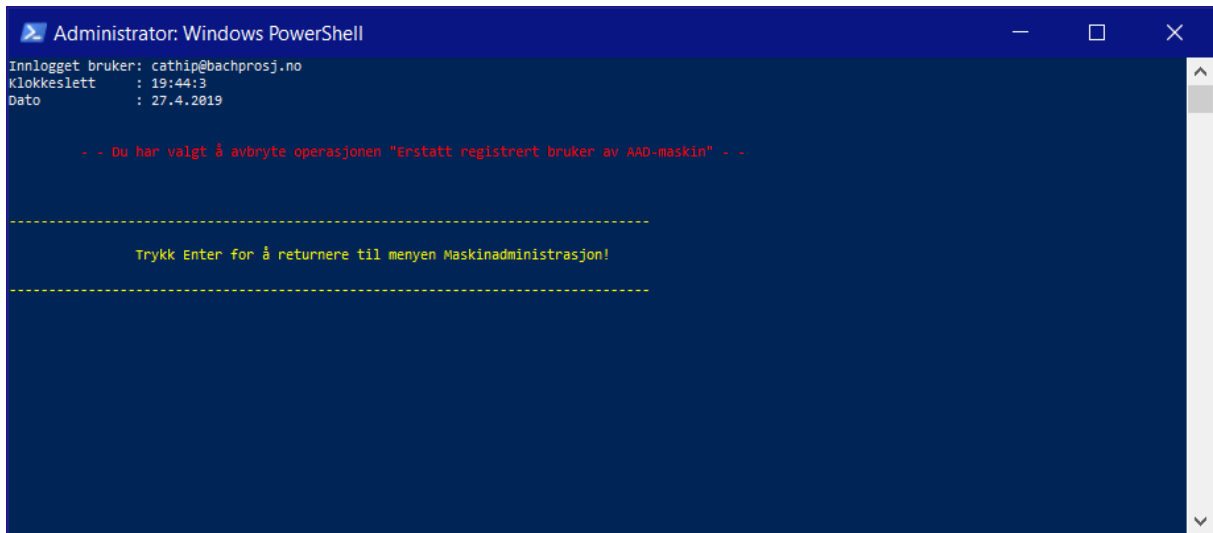 Administrator: Windows PowerShell
Innlogget bruker: cathip@bachprosj.no
Klokkeslett    : 19:44:3
Dato           : 27.4.2019
- - Du har valgt å avbryte operasjonen "Erstatt registrert bruker av AAD-maskin" - -
--------------------------------------------------------------------------------
Trykk Enter for å returnere til menyen Maskinadministrasjon!
--------------------------------------------------------------------------------